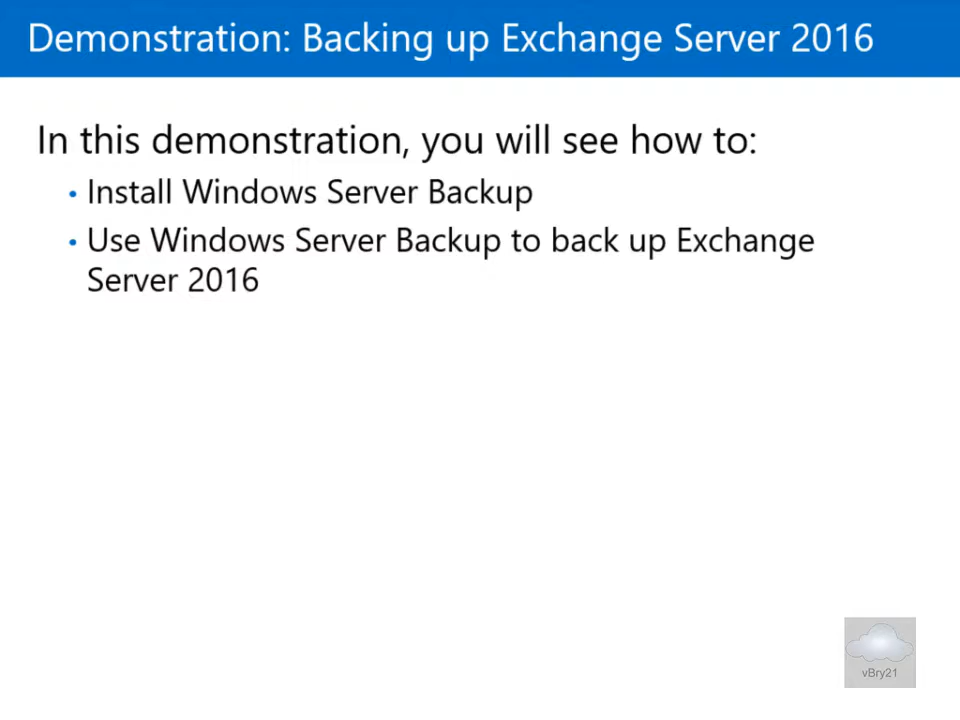 Demonstration: Backing up Exchange Server 2016
In this demonstration, you will see how to:
• Install Windows Server Backup
• Use Windows Server Backup to back up Exchange
Server 2016
vBry21